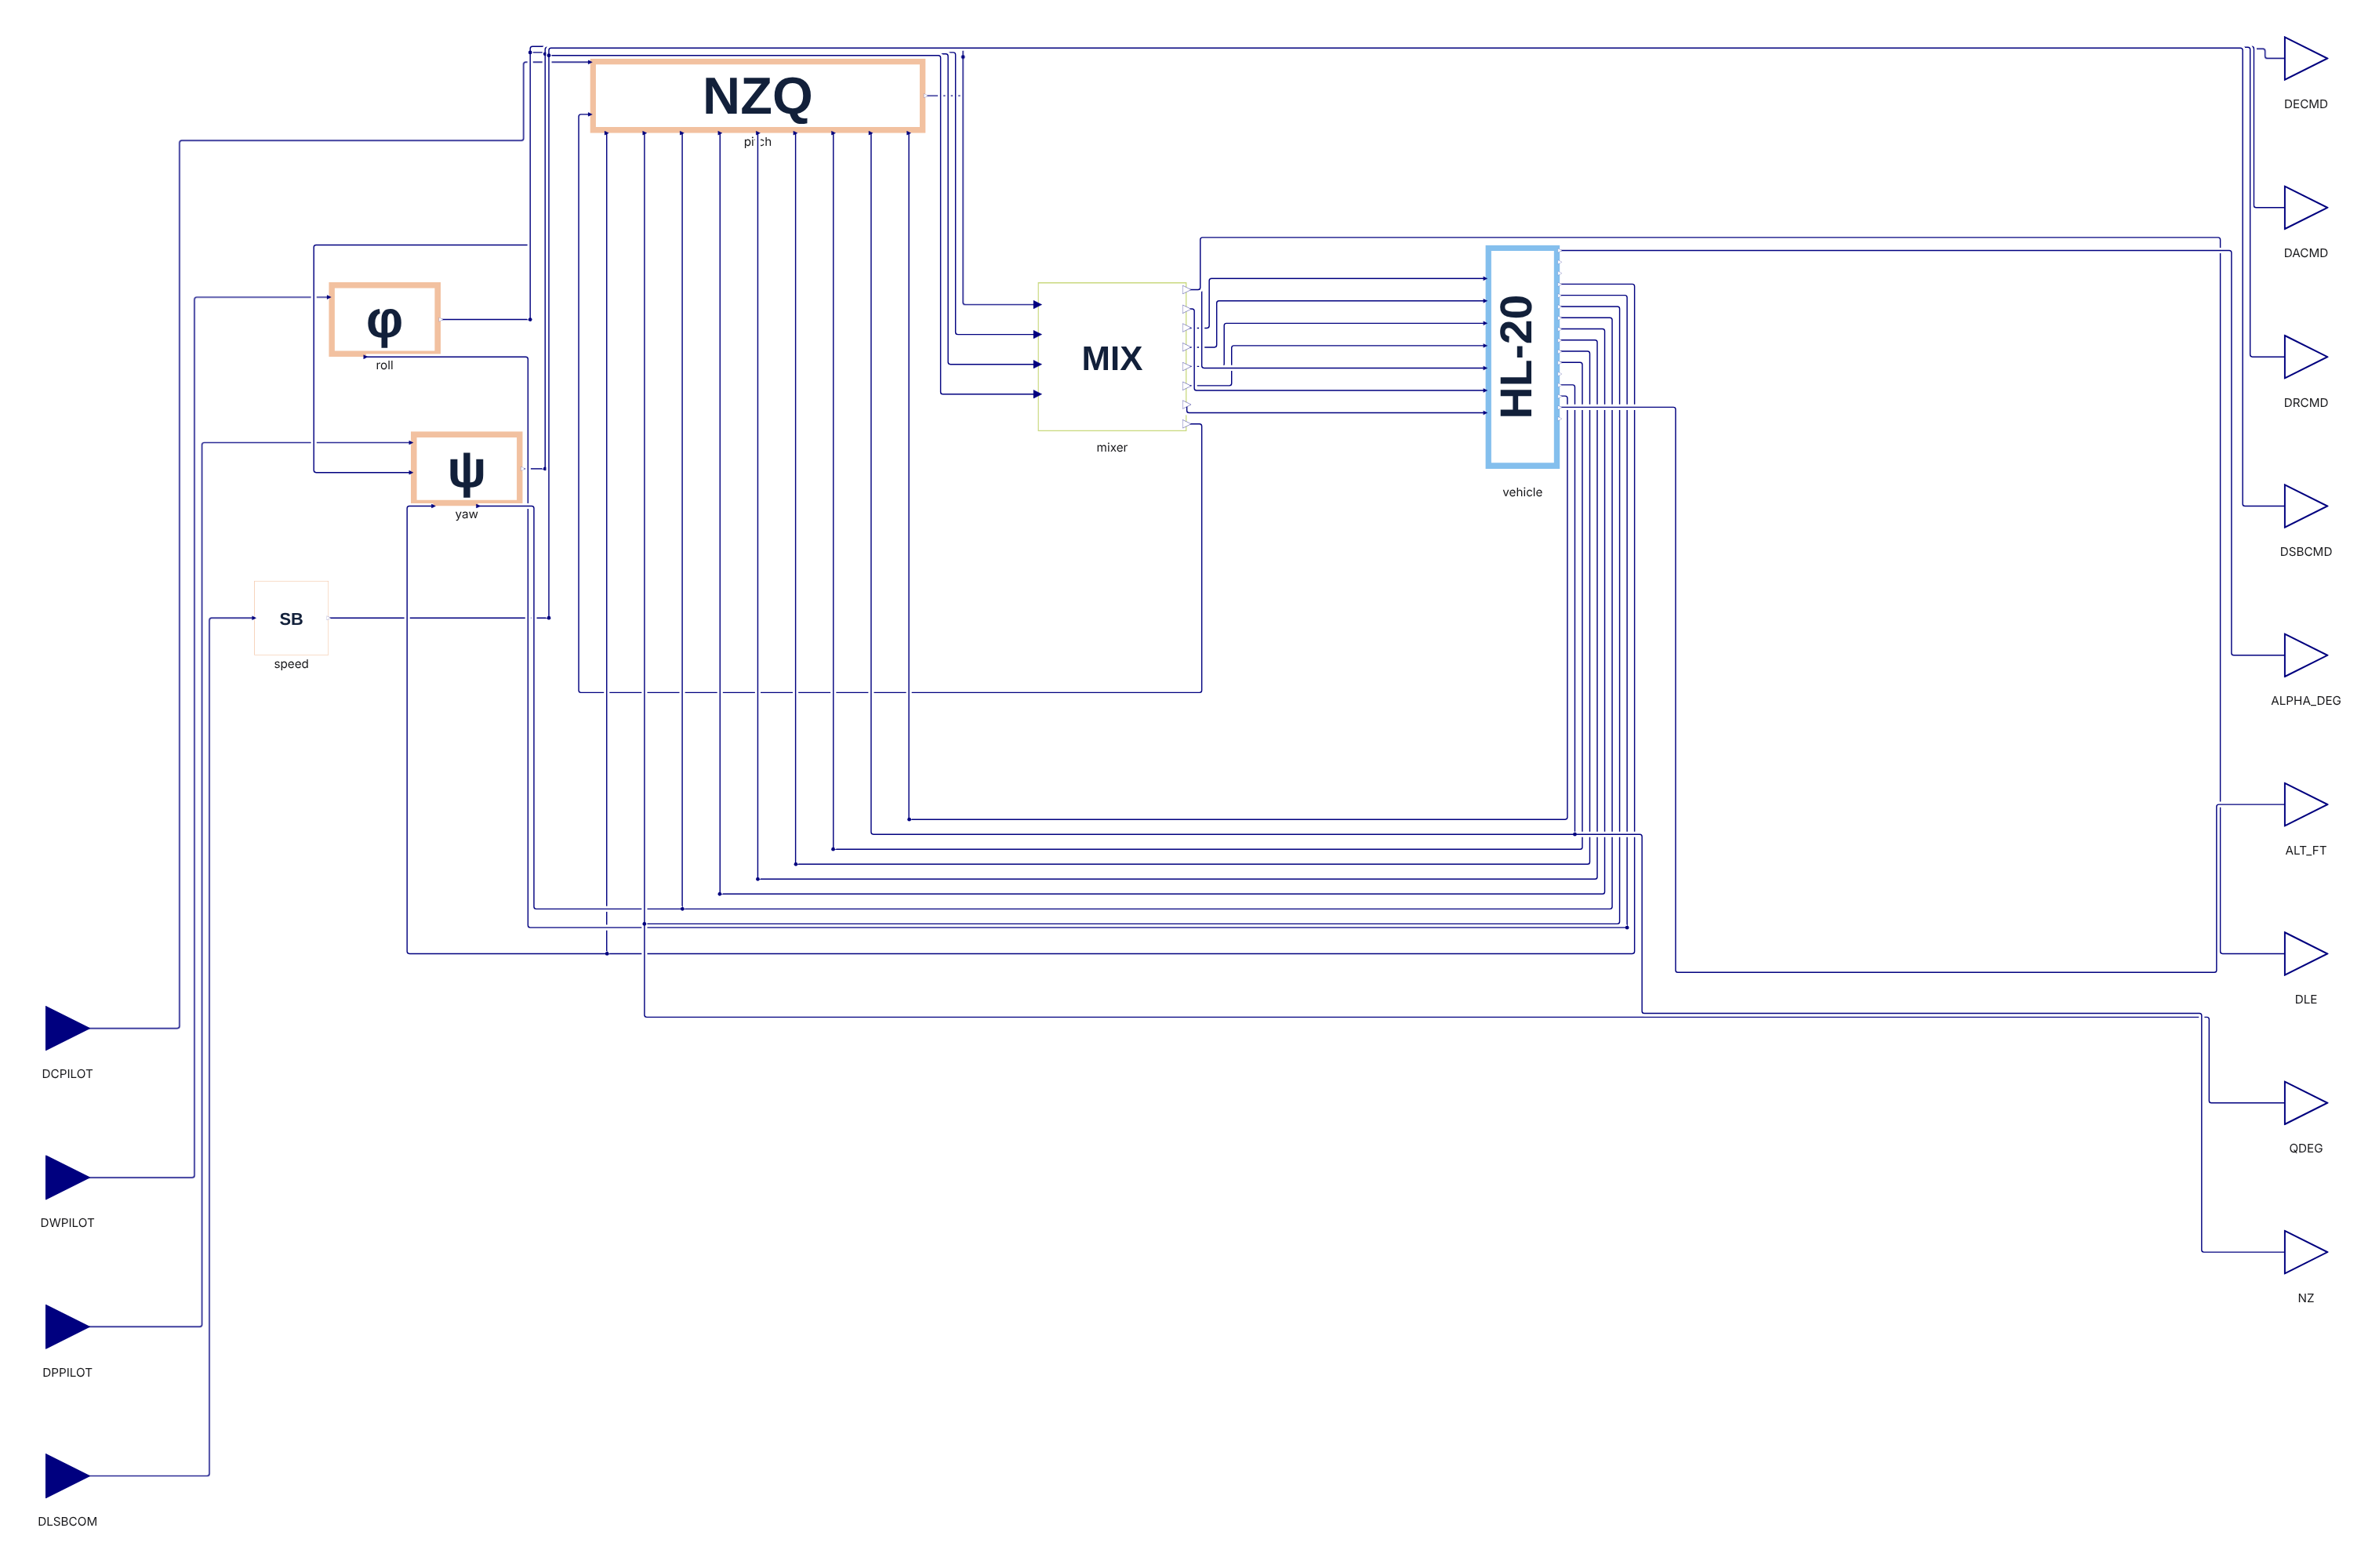 DECMD
NZQ
pitch
DACMD
φ
roll
MIX
mixer
HL-20
vehicle
DRCMD
ψ
yaw
DSBCMD
SB
speed
ALPHA_DEG
ALT_FT
DLE
DCPILOT
QDEG
DWPILOT
NZ
DPPILOT
DLSBCOM